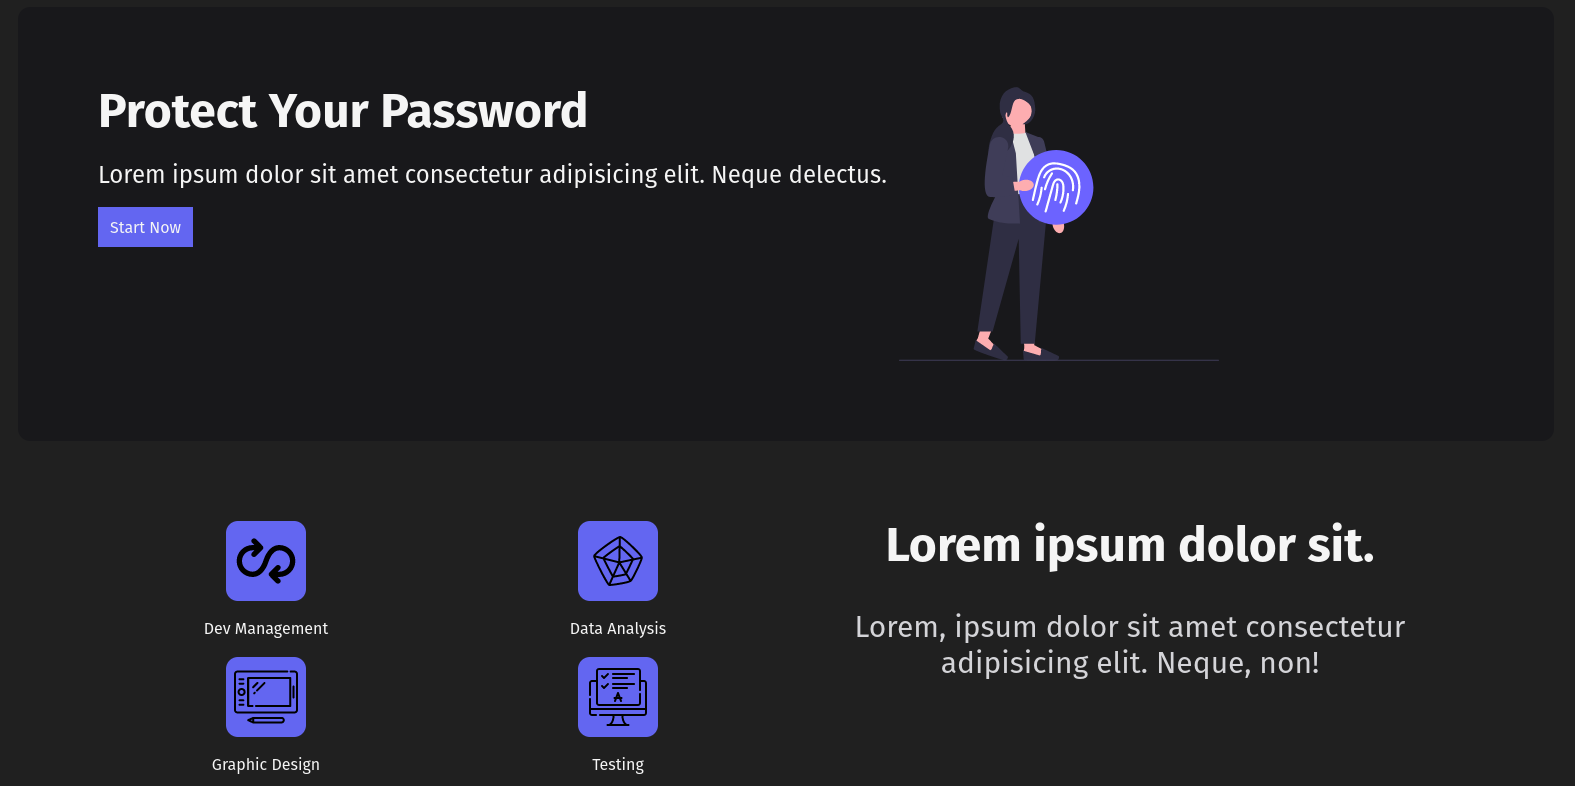 Protect Your Password
Lorem ipsum dolor sit amet consectetur adipisicing elit. Neque delectus.
Start Now
Dev Management
Data Analysis
Graphic Design
Testing
Lorem ipsum dolor sit.
Lorem, ipsum dolor sit amet consectetur
adipisicing elit. Neque, non!